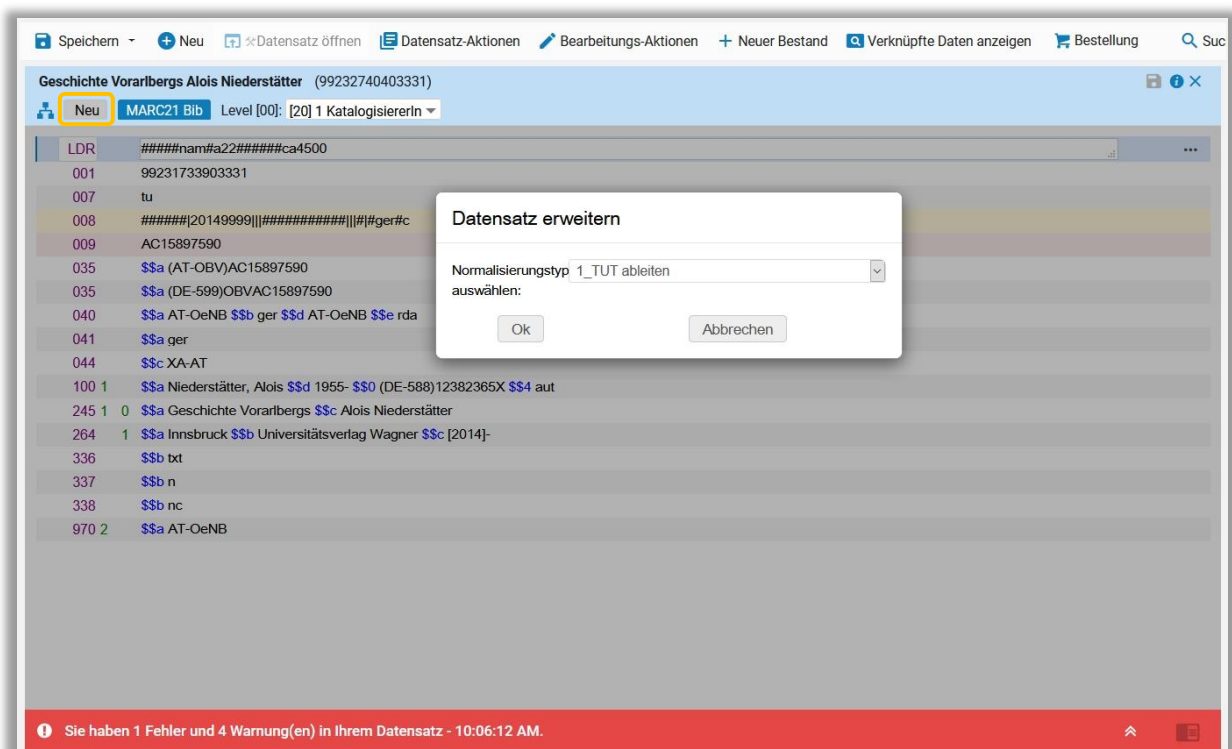 Speichern Neu Datensatz öffnen Datensatz-Aktionen Bearbeitungs-Aktionen Neuer Bestand Verknüpfte Daten anzeigen Bestellung Suc
Geschichte Vorarlbergs Alois Niederstätter (99232740403331)
Neu MARC21 Bib Level [00]: [20] 1 KatalogisiererIn
LDR #####nam#a22######ca4500 ...
001 99231733903331
007 tu
008 ######|20149999|||###########|||#|#ger#c
009 AC15897590
035 $$a (AT-OBV)AC15897590
035 $$a (DE-599)OBVAC15897590
040 $$a AT-OeNB $$b ger $$d AT-OeNB $$e rda
041 $$a ger
044 $$c XA-AT
100 1 $$a Niederstätter, Alois $$d 1955- $$0 (DE-588)12382365X $$4 aut
245 1 0 $$a Geschichte Vorarlbergs $$c Alois Niederstätter
264 1 $$a Innsbruck $$b Universitätsverlag Wagner $$c [2014]-
336 $$b txt
337 $$b n
338 $$b nc
970 2 $$a AT-OeNB
Datensatz erweitern
Normalisierungstyp 1_TUT ableiten
auswählen:
Ok Abbrechen
Sie haben 1 Fehler und 4 Warnung(en) in Ihrem Datensatz - 10:06:12 AM.